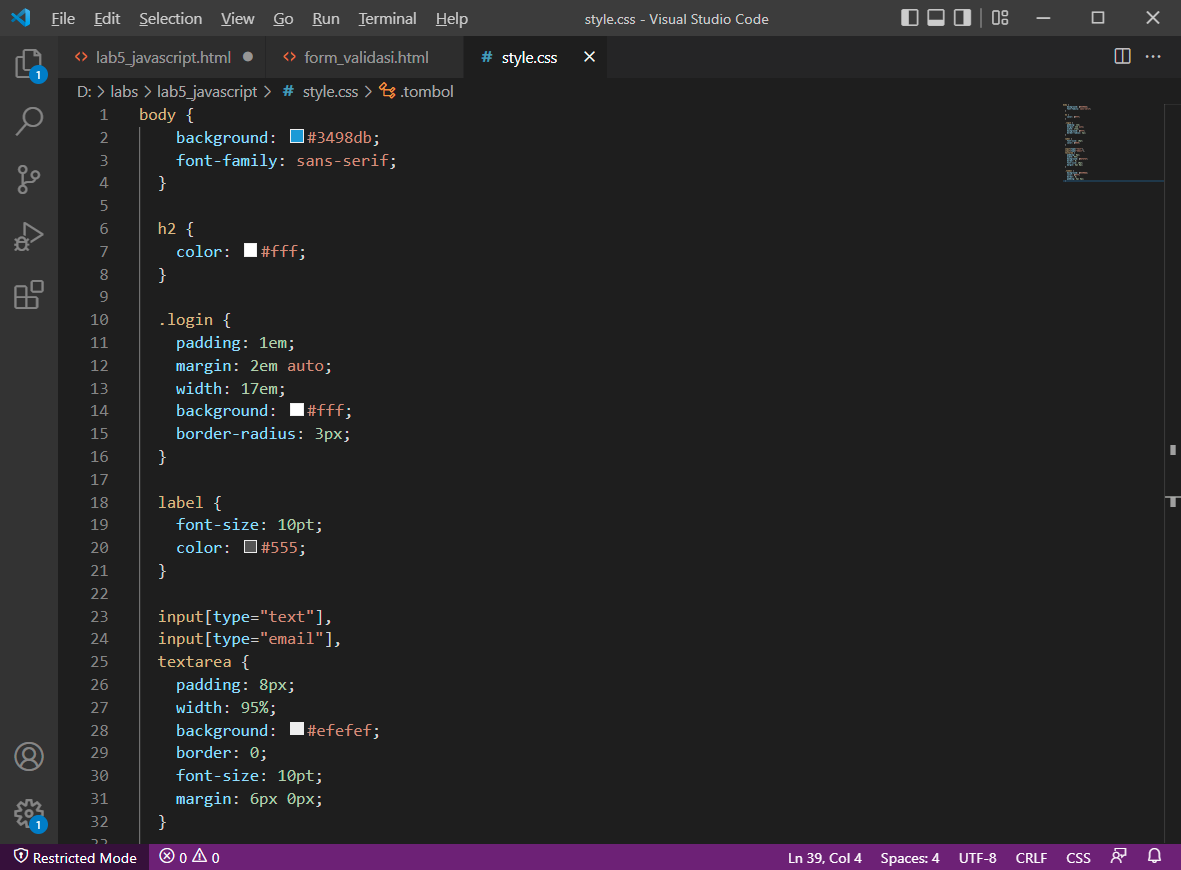 File Edit Selection View Go Run Terminal Help style.css - Visual Studio Code
lab5_javascript.html form_validasi.html # style.css
D: > labs > lab5_javascript > # style.css > .tombol
1 body {
2 background: #3498db;
3 font-family: sans-serif;
4 }
5
6 h2 {
7 color: #fff;
8 }
9
10 .login {
11 padding: 1em;
12 margin: 2em auto;
13 width: 17em;
14 background: #fff;
15 border-radius: 3px;
16 }
17
18 label {
19 font-size: 10pt;
20 color: #555;
21 }
22
23 input[type="text"],
24 input[type="email"],
25 textarea {
26 padding: 8px;
27 width: 95%;
28 background: #efefef;
29 border: 0;
30 font-size: 10pt;
31 margin: 6px 0px;
32 }
1
1
Restricted Mode 0 0 Ln 39, Col 4 Spaces: 4 UTF-8 CRLF CSS